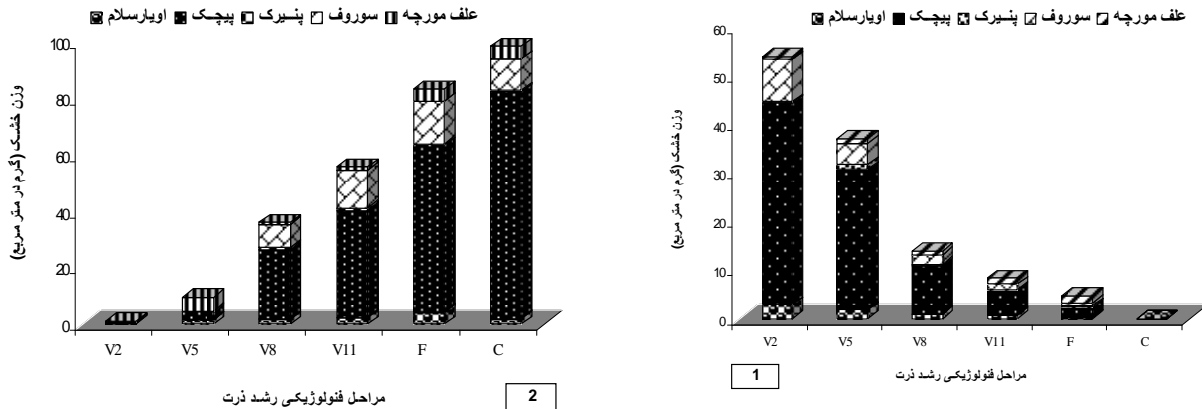 علف مورچه سوروف پنیرک پیچک اویارسلام
وزن خشک (گرم در متر مربع)
100
80
60
40
20
0
V2 V5 V8 V11 F C
مراحل فنولوژیکی رشد ذرت
2
علف مورچه سوروف پنیرک پیچک اویارسلام
وزن خشک (گرم در متر مربع)
60
50
40
30
20
10
0
V2 V5 V8 V11 F C
مراحل فنولوژیکی رشد ذرت
1